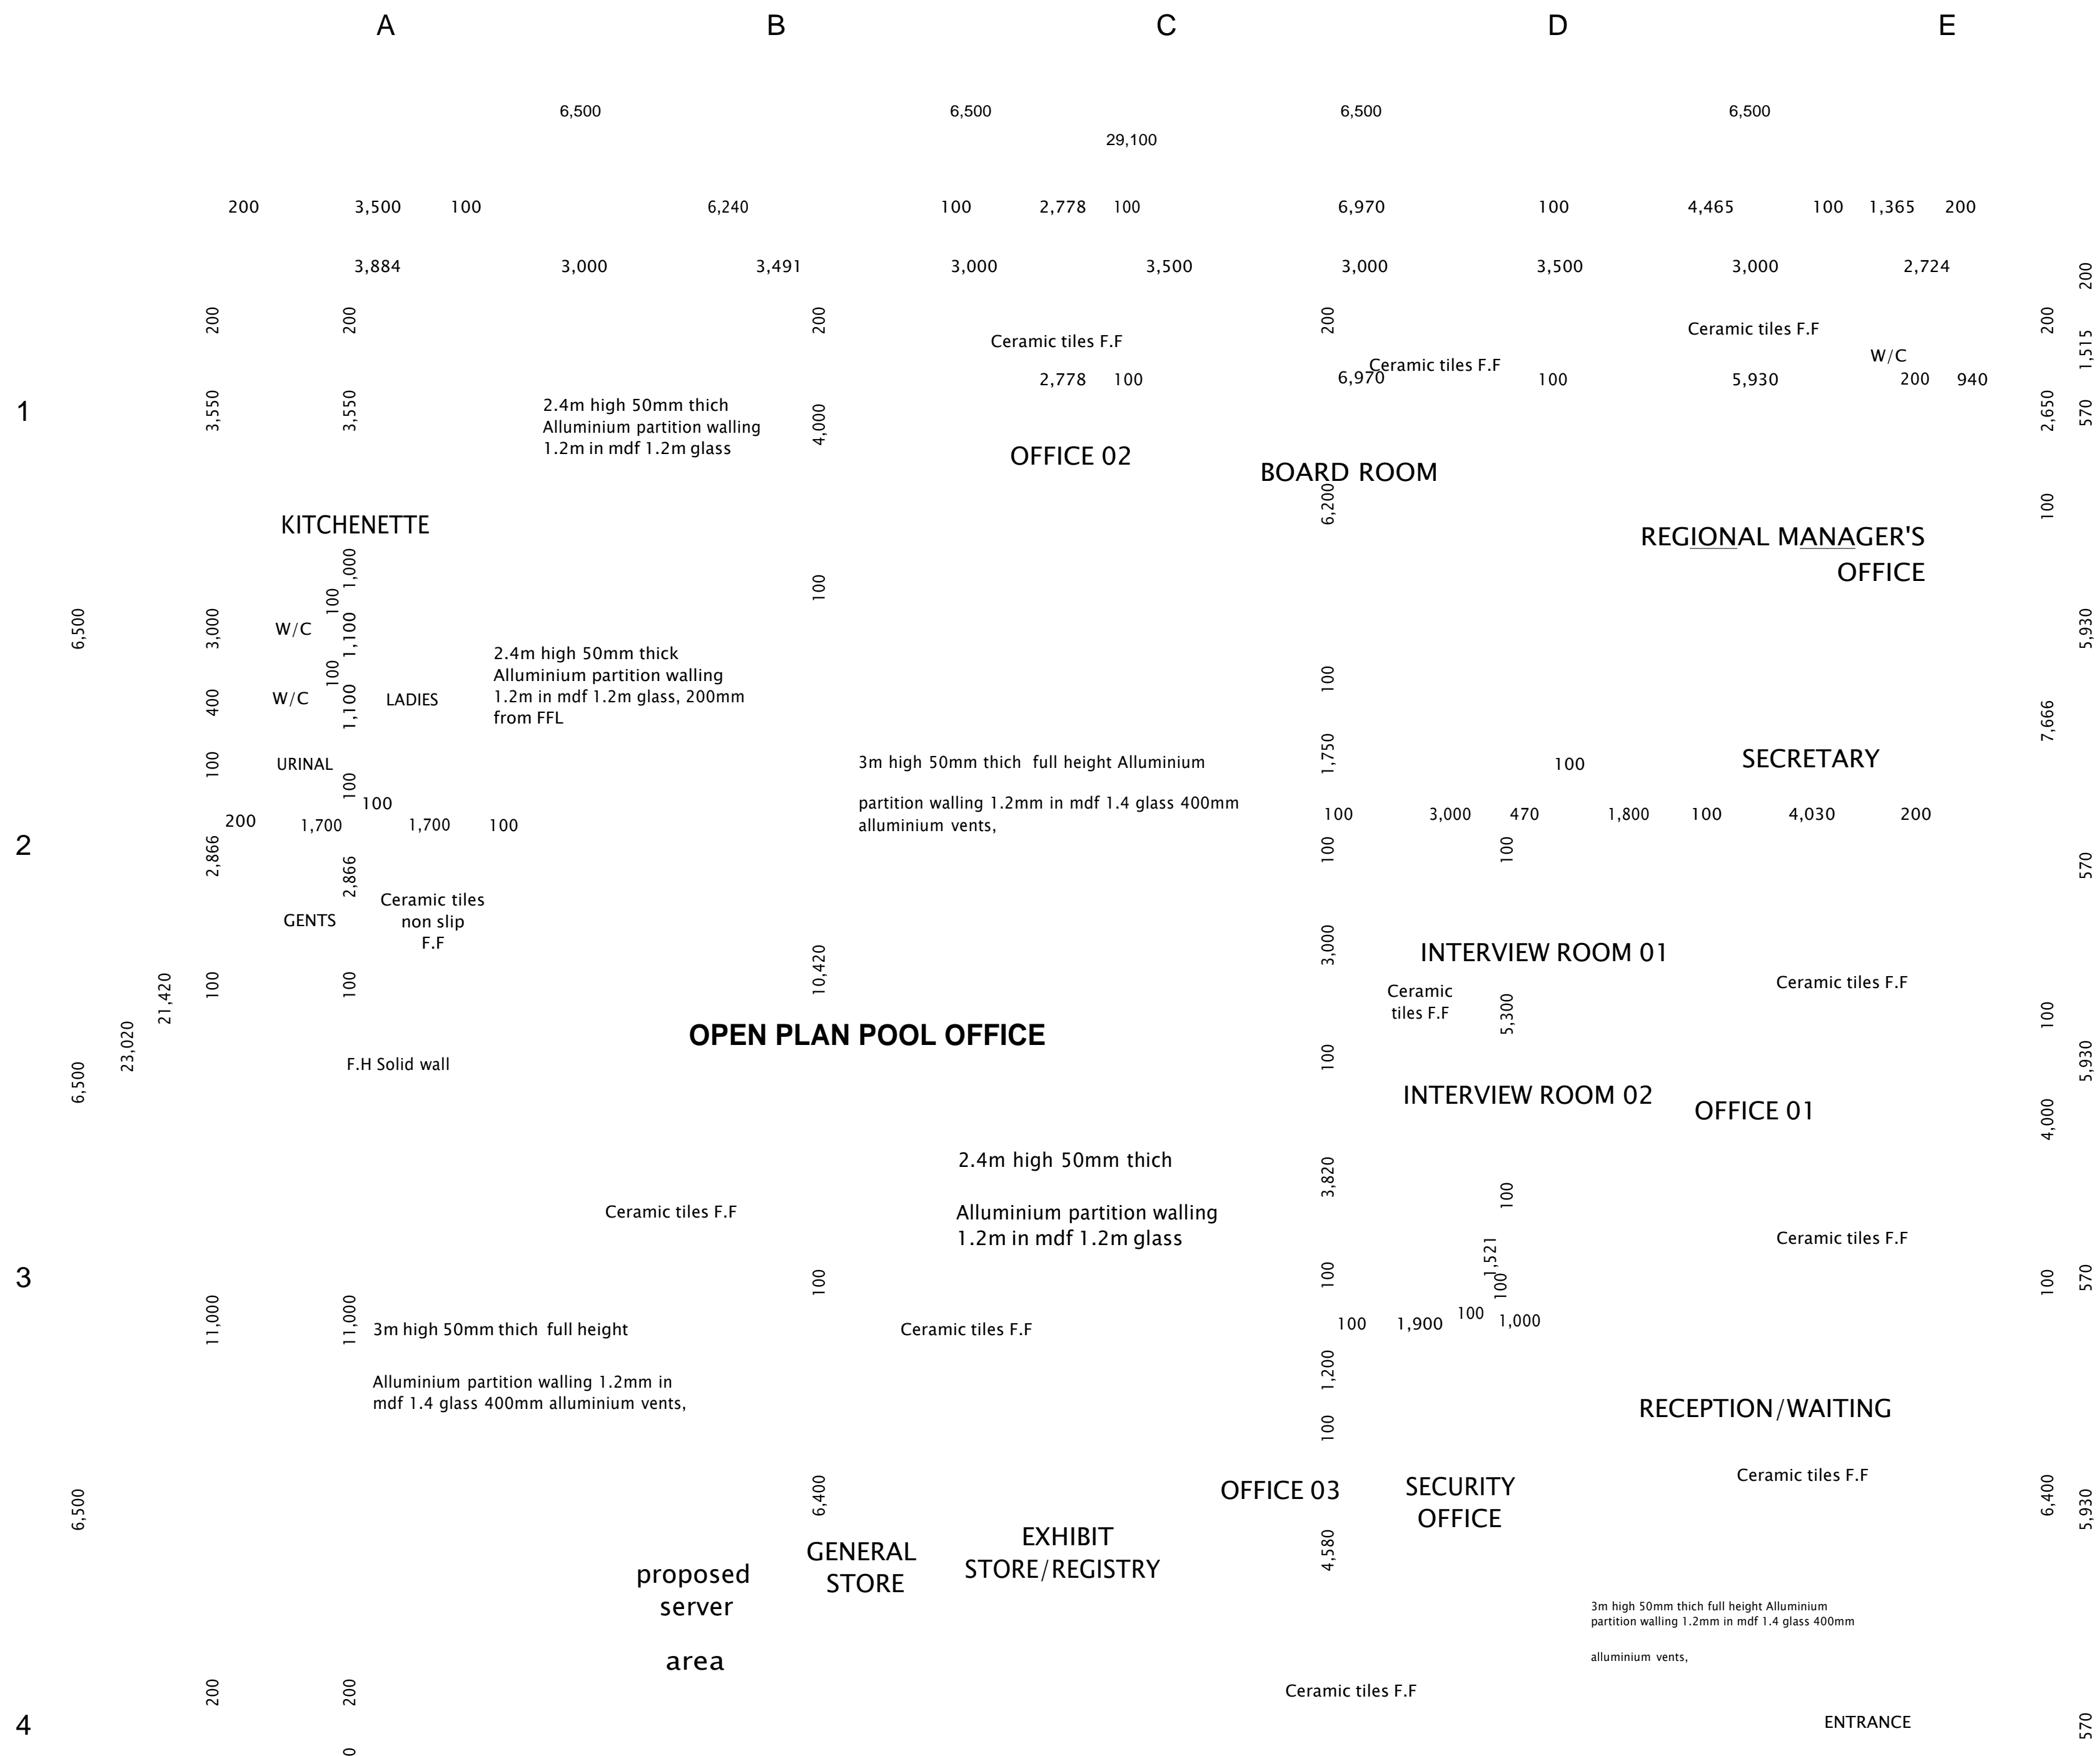 A B C D E
6,500 6,500 6,500 6,500
29,100
200 3,500 100 6,240 100 2,778 100 6,970 100 4,465 100 1,365 200
3,884 3,000 3,491 3,000 3,500 3,000 3,500 3,000 2,724
200
200 200 200 200 200
Ceramic tiles F.F
Ceramic tiles F.F
Ceramic tiles F.F
W/C
1,515
2,778 100 6,970 100 5,930 200 940
1
3,550 3,550 4,000 2,650 570
2.4m high 50mm thich
Alluminium partition walling
1.2m in mdf 1.2m glass
OFFICE 02
BOARD ROOM
6,200
100
KITCHENETTE
REGIONAL MANAGER'S
OFFICE
1,000
100
100
6,500
3,000
W/C
1,100
5,930
2.4m high 50mm thick
Alluminium partition walling
1.2m in mdf 1.2m glass, 200mm
from FFL
100
100
400
W/C
1,100
LADIES
7,666
100
URINAL
100
3m high 50mm thich full height Alluminium
partition walling 1.2mm in mdf 1.4 glass 400mm
alluminium vents,
1,750
100
SECRETARY
100
200 1,700 1,700 100
100 3,000 470 1,800 100 4,030 200
2
2,866 2,866 100 100 570
GENTS
Ceramic tiles
non slip
F.F
10,420
3,000
INTERVIEW ROOM 01
Ceramic tiles F.F
21,420
100 100
Ceramic
tiles F.F
5,300
100
23,020
OPEN PLAN POOL OFFICE
F.H Solid wall
100
6,500
5,930
INTERVIEW ROOM 02
OFFICE 01
4,000
2.4m high 50mm thich
Alluminium partition walling
1.2m in mdf 1.2m glass
3,820
100
Ceramic tiles F.F
Ceramic tiles F.F
1,521
3
100 100 100 100 570
11,000 11,000
3m high 50mm thich full height
Alluminium partition walling 1.2mm in
mdf 1.4 glass 400mm alluminium vents,
Ceramic tiles F.F
100 1,900 100 1,000
1,200
RECEPTION/WAITING
100
Ceramic tiles F.F
6,500
6,400
OFFICE 03
SECURITY
OFFICE
6,400
5,930
GENERAL
STORE
EXHIBIT
STORE/REGISTRY
4,580
proposed
server
area
3m high 50mm thich full height Alluminium
partition walling 1.2mm in mdf 1.4 glass 400mm
alluminium vents,
200 200
Ceramic tiles F.F
4
ENTRANCE
570
0